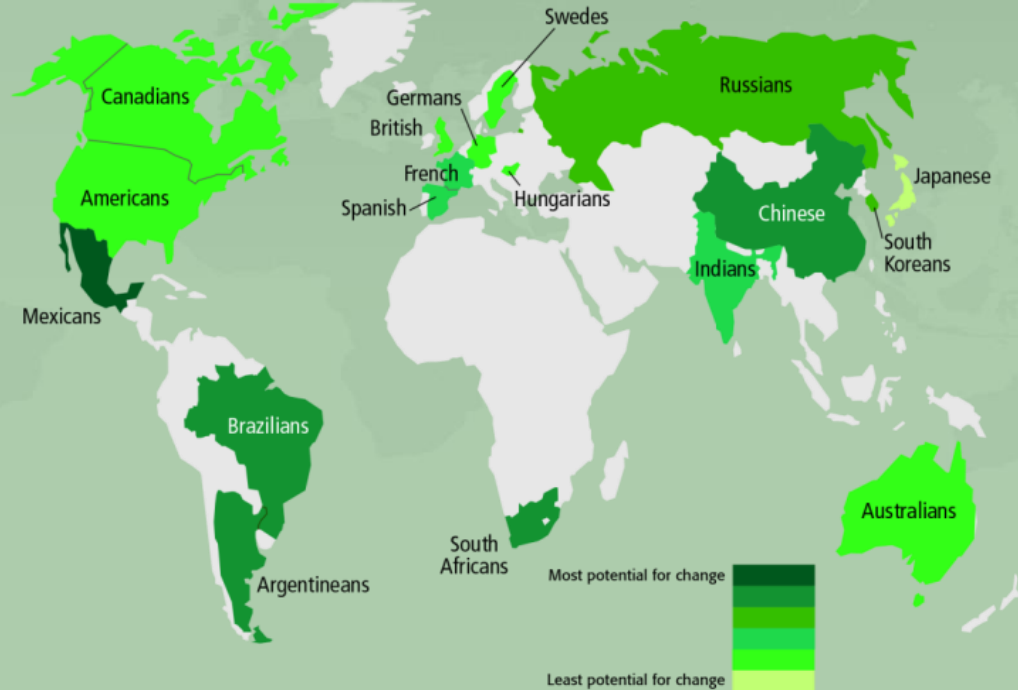 Swedes
Canadians
Germans
Russians
British
French
Americans
Hungarians
Japanese
Spanish
Chinese
South
Koreans
Indians
Mexicans
Brazilians
Australians
South
Africans
Argentineans
Most potential for change
Least potential for change